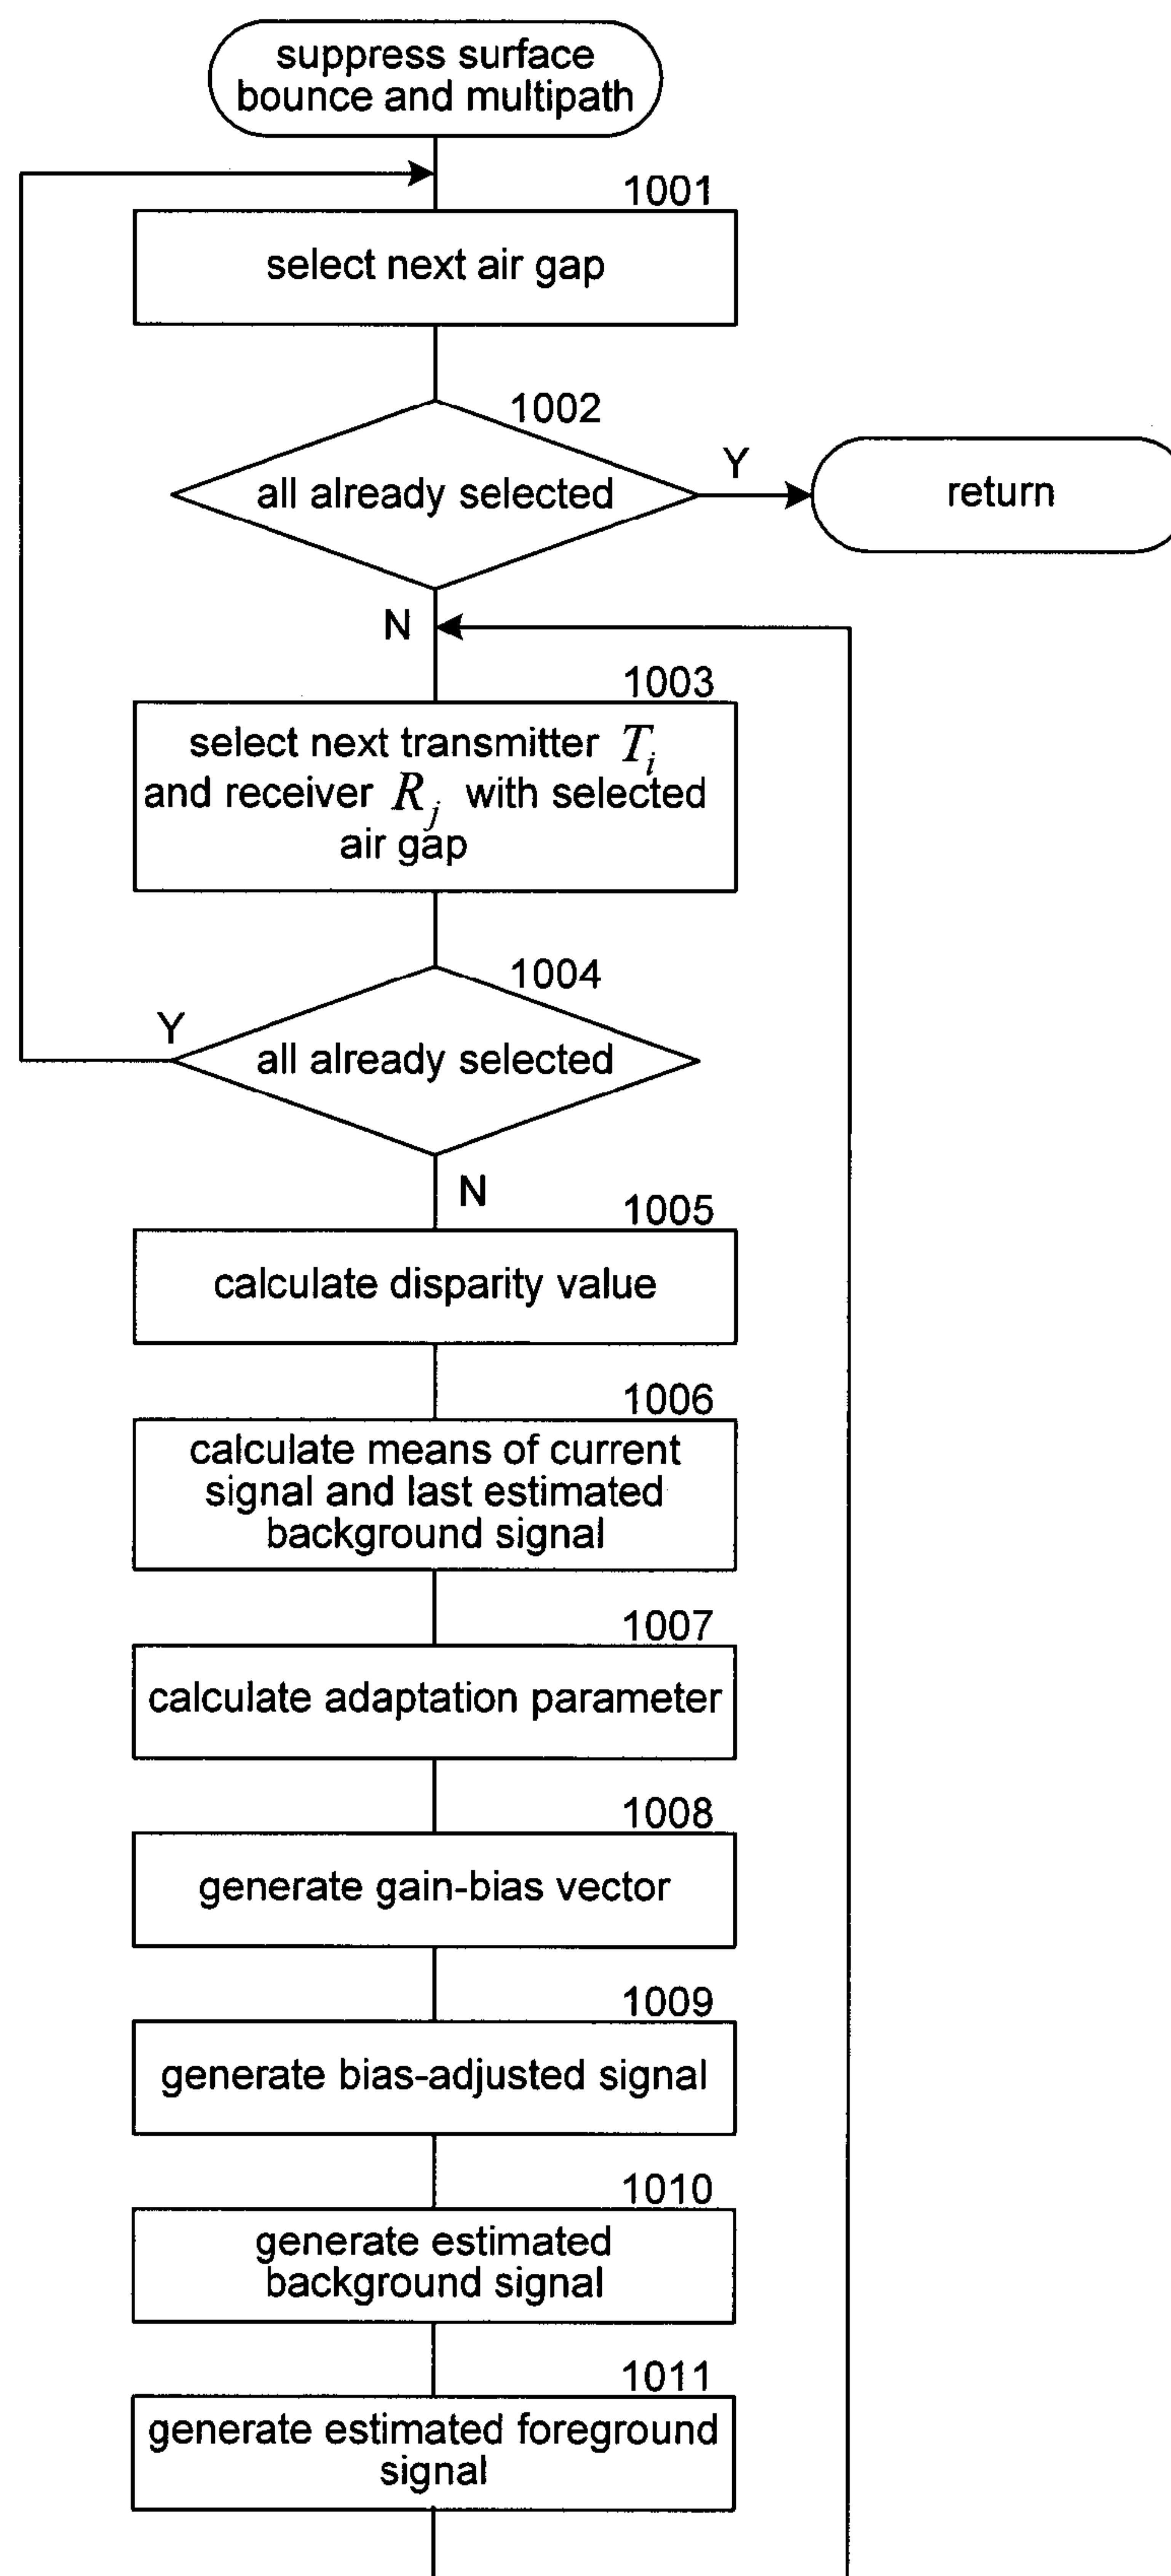 suppress surface
bounce and multipath
1001
select next air gap
1002
all already selected
Y
return
N
1003
select next transmitter T_i
and receiver R_j with selected
air gap
1004
Y
all already selected
N
1005
calculate disparity value
1006
calculate means of current
signal and last estimated
background signal
1007
calculate adaptation parameter
1008
generate gain-bias vector
1009
generate bias-adjusted signal
1010
generate estimated
background signal
1011
generate estimated foreground
signal